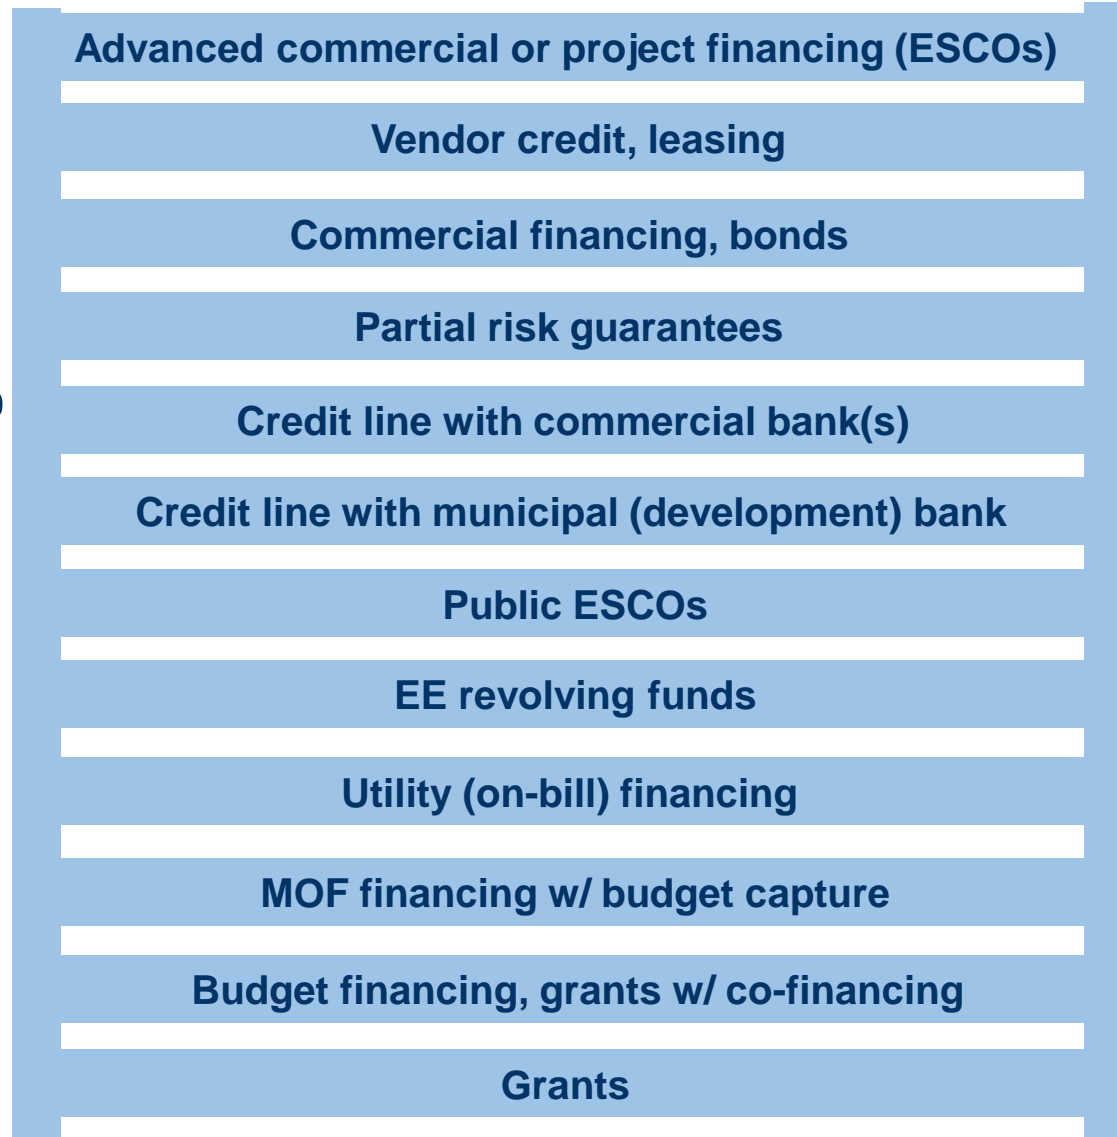 Advanced commercial or project financing (ESCOs)
Vendor credit, leasing
Commercial financing, bonds
Partial risk guarantees
Credit line with commercial bank(s)
Credit line with municipal (development) bank
Public ESCOs
EE revolving funds
Utility (on-bill) financing
MOF financing w/ budget capture
Budget financing, grants w/ co-financing
Grants